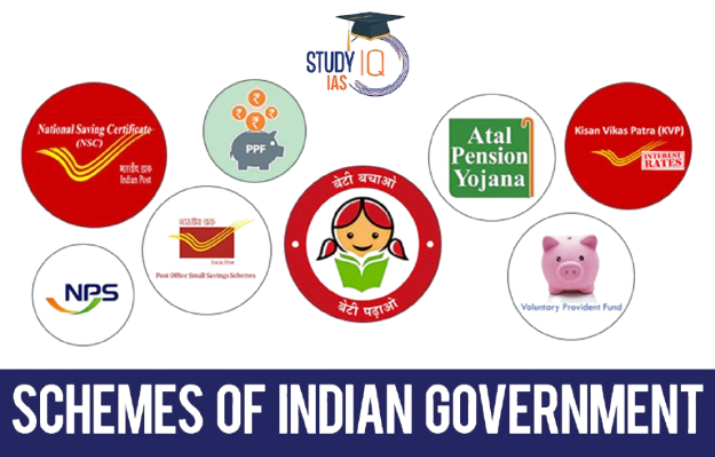 STUDY IQ
IAS
National Saving Certificate
(NSC)
भारतीय डाक
Indian Post
PPF
Atal
Pension
Yojana
Kisan Vikas Patra (KVP)
INTEREST
RATES
भारतीय डाक
India Post
Post Office Small Savings Schemes
बेटी बचाओ
बेटी पढ़ाओ
NPS
Voluntary Provident Fund
SCHEMES OF INDIAN GOVERNMENT